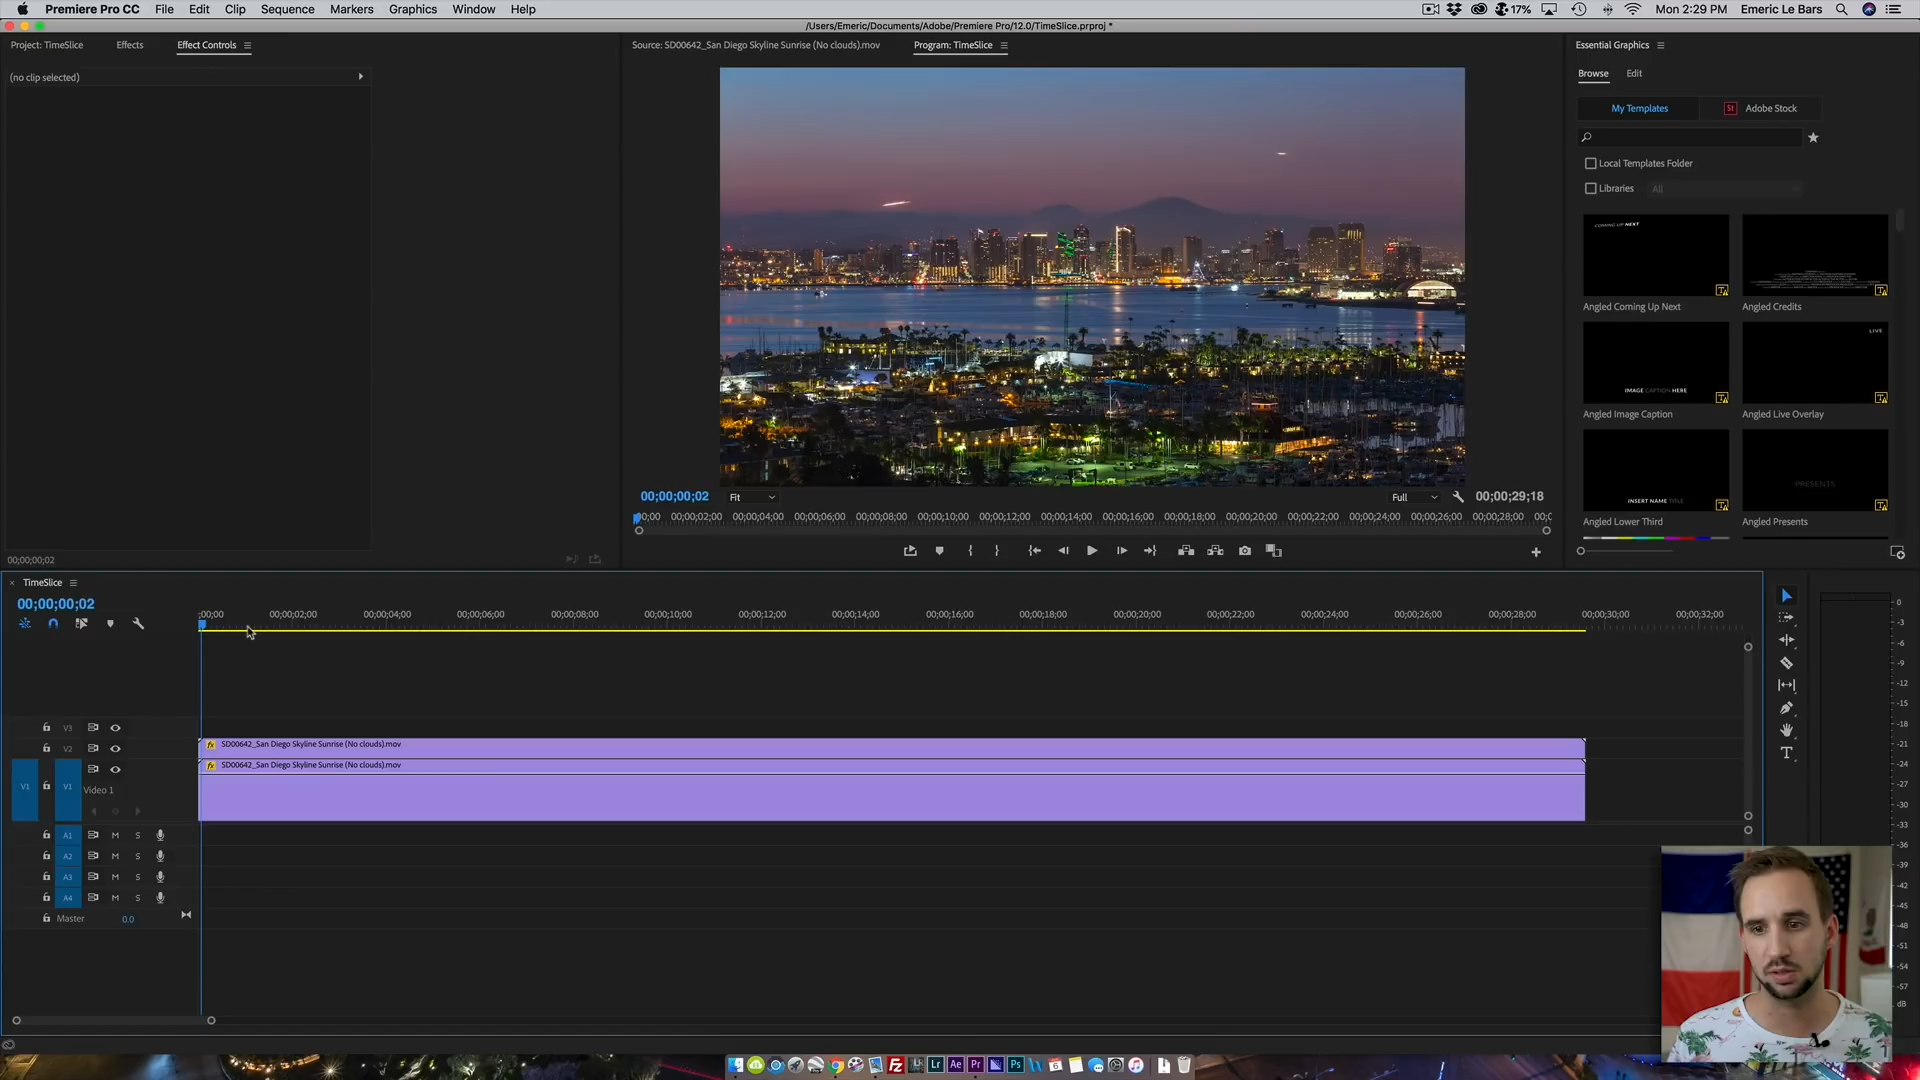 Premiere Pro CC File Edit Clip Sequence Markers Graphics Window Help 17% Mon 2:29 PM Emeric Le Bars
/Users/Emeric/Documents/Adobe/Premiere Pro/12.0/TimeSlice.prproj *
Project: TimeSlice Effects Effect Controls
Source: SD00642_San Diego Skyline Sunrise (No clouds).mov Program: TimeSlice
Essential Graphics
Browse Edit
(no clip selected)
My Templates St Adobe Stock
Local Templates Folder
Libraries All
COMING UP NEXT
Angled Coming Up Next Angled Credits
LIVE
IMAGE CAPTION HERE
Angled Image Caption Angled Live Overlay
PRESENTS
INSERT NAME TITLE
Angled Lower Third Angled Presents
00;00;00;02 Fit Full 00;00;29;18
00;00 00;00;02;00 00;00;04;00 00;00;06;00 00;00;08;00 00;00;10;00 00;00;12;00 00;00;14;00 00;00;16;00 00;00;18;00 00;00;20;00 00;00;22;00 00;00;24;00 00;00;26;00 00;00;28;00 00;0
00;00;00;02
TimeSlice
00;00;00;02
;00;00 00;00;02;00 00;00;04;00 00;00;06;00 00;00;08;00 00;00;10;00 00;00;12;00 00;00;14;00 00;00;16;00 00;00;18;00 00;00;20;00 00;00;22;00 00;00;24;00 00;00;26;00 00;00;28;00 00;00;30;00 00;00;32;00
V3
V2 fx SD00642_San Diego Skyline Sunrise (No clouds).mov
fx SD00642_San Diego Skyline Sunrise (No clouds).mov
V1 V1 Video 1
A1 M S
A2 M S
A3 M S
A4 M S
Master 0.0
0
-3
-6
-9
-12
-15
-18
-21
-24
-27
-30
-33
-36
-39
-42
-45
-48
-51
-54
-57
dB
Fz Lr Ae Pr Ps 6